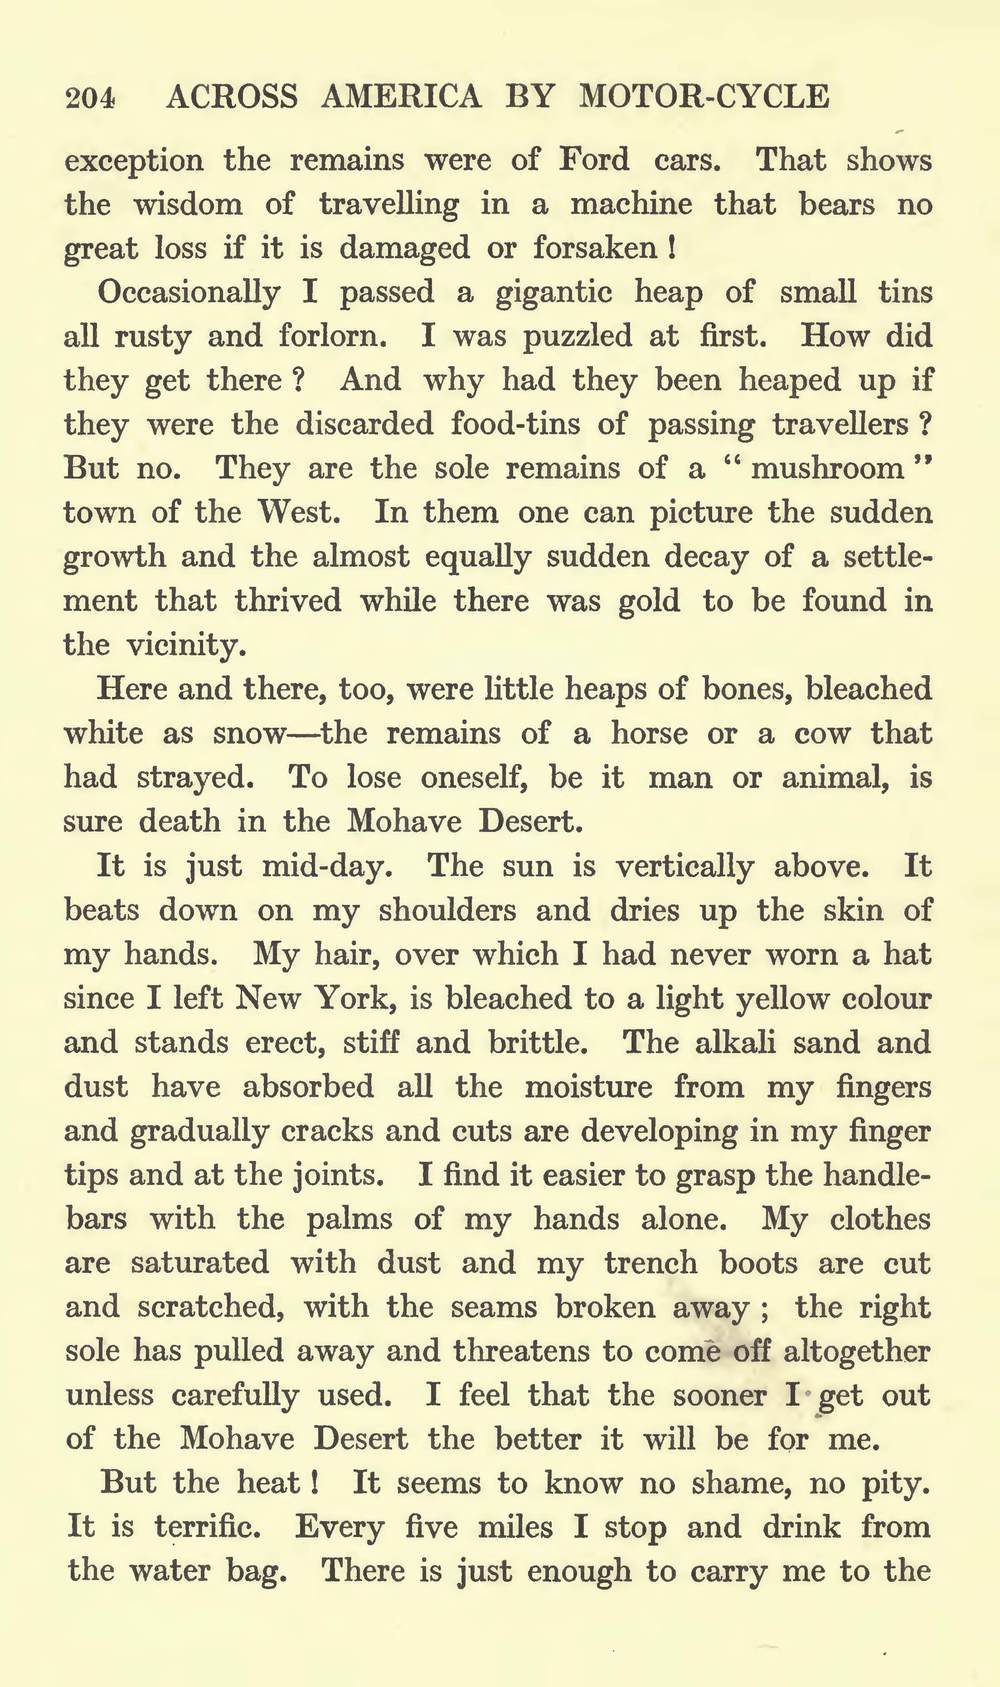 204 ACROSS AMERICA BY MOTOR-CYCLE
exception the remains were of Ford cars. That shows
the wisdom of travelling in a machine that bears no
great loss if it is damaged or forsaken !
Occasionally I passed a gigantic heap of small tins
all rusty and forlorn. I was puzzled at first. How did
they get there ? And why had they been heaped up if
they were the discarded food-tins of passing travellers ?
But no. They are the sole remains of a “ mushroom ”
town of the West. In them one can picture the sudden
growth and the almost equally sudden decay of a settle-
ment that thrived while there was gold to be found in
the vicinity.
Here and there, too, were little heaps of bones, bleached
white as snow—the remains of a horse or a cow that
had strayed. To lose oneself, be it man or animal, is
sure death in the Mohave Desert.
It is just mid-day. The sun is vertically above. It
beats down on my shoulders and dries up the skin of
my hands. My hair, over which I had never worn a hat
since I left New York, is bleached to a light yellow colour
and stands erect, stiff and brittle. The alkali sand and
dust have absorbed all the moisture from my fingers
and gradually cracks and cuts are developing in my finger
tips and at the joints. I find it easier to grasp the handle-
bars with the palms of my hands alone. My clothes
are saturated with dust and my trench boots are cut
and scratched, with the seams broken away ; the right
sole has pulled away and threatens to come off altogether
unless carefully used. I feel that the sooner I get out
of the Mohave Desert the better it will be for me.
But the heat ! It seems to know no shame, no pity.
It is terrific. Every five miles I stop and drink from
the water bag. There is just enough to carry me to the